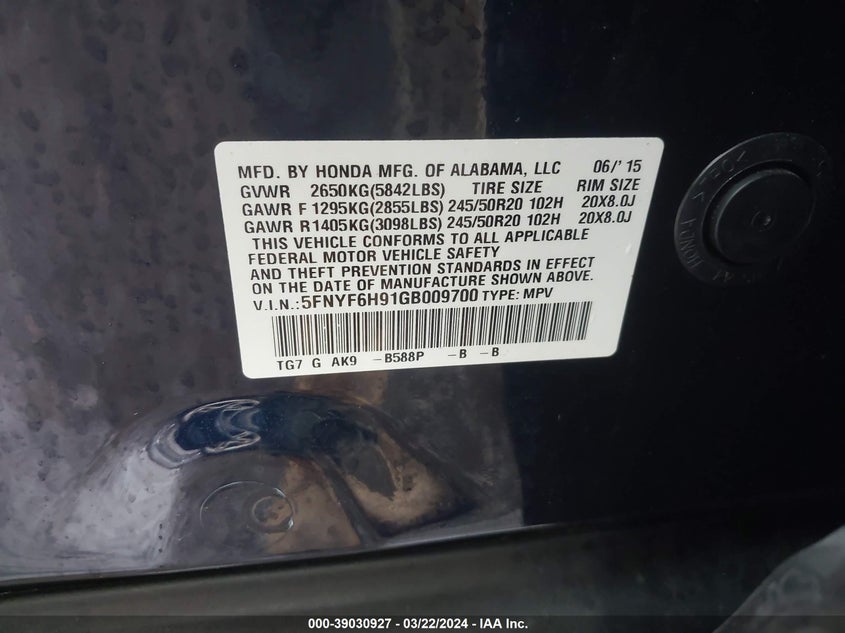 MFD. BY HONDA MFG. OF ALABAMA, LLC 06/'15
GVWR 2650KG(5842LBS) TIRE SIZE RIM SIZE
GAWR F 1295KG(2855LBS) 245/50R20 102H 20X8.0J
GAWR R1405KG(3098LBS) 245/50R20 102H 20X8.0J
THIS VEHICLE CONFORMS TO ALL APPLICABLE
FEDERAL MOTOR VEHICLE SAFETY
AND THEFT PREVENTION STANDARDS IN EFFECT
ON THE DATE OF MANUFACTURE SHOWN ABOVE.
V.I.N.:5FNYF6H91GB009700 TYPE: MPV
TG7 G AK9 -B588P -B -B
000-39030927 - 03/22/2024 - IAA Inc.